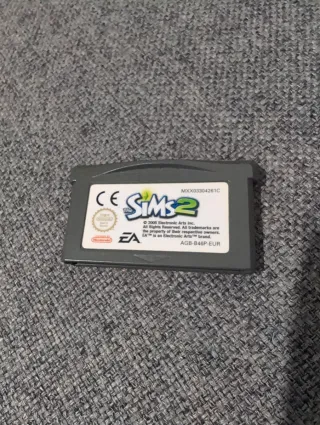 MXX00004261C
CE
SIMS 2
© 2005 Electronic Arts Inc.
All Rights Reserved. All trademarks are
the property of their respective owners.
EA™ is an Electronic Arts™ brand.
Nintendo
EA
AGB-B46P-EUR